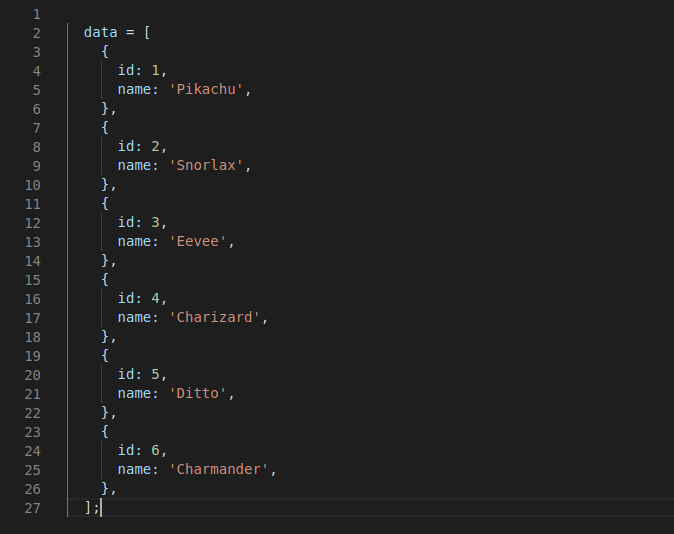 1
2 data = [
3 {
4 id: 1,
5 name: 'Pikachu',
6 },
7 {
8 id: 2,
9 name: 'Snorlax',
10 },
11 {
12 id: 3,
13 name: 'Eevee',
14 },
15 {
16 id: 4,
17 name: 'Charizard',
18 },
19 {
20 id: 5,
21 name: 'Ditto',
22 },
23 {
24 id: 6,
25 name: 'Charmander',
26 },
27 ];